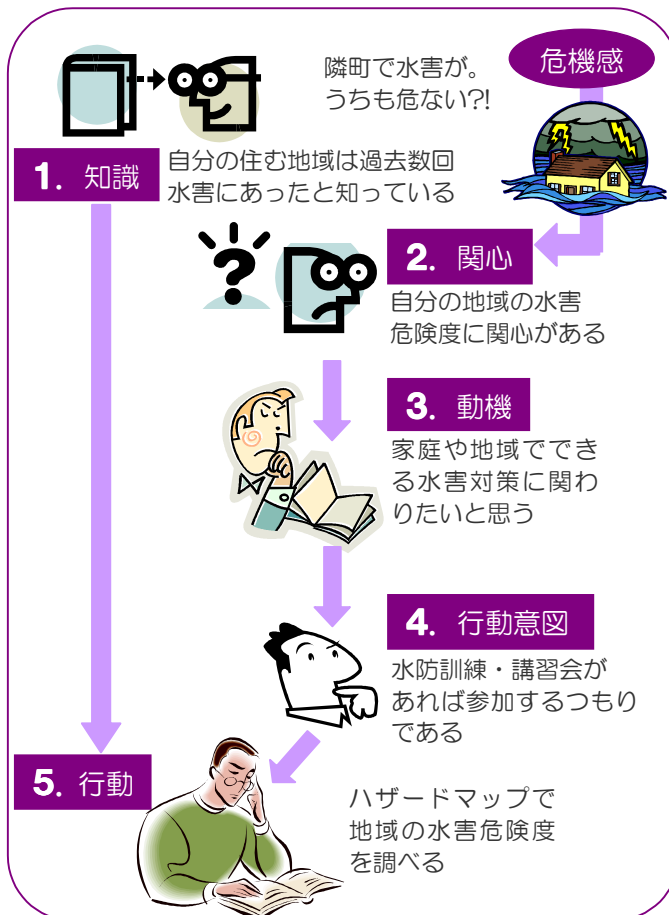 隣町で水害が。
うちも危ない?!
危機感
1. 知識
自分の住む地域は過去数回
水害にあったと知っている
2. 関心
自分の地域の水害
危険度に関心がある
3. 動機
家庭や地域ででき
る水害対策に関わ
りたいと思う
4. 行動意図
水防訓練・講習会が
あれば参加するつもり
である
5. 行動
ハザードマップで
地域の水害危険度
を調べる